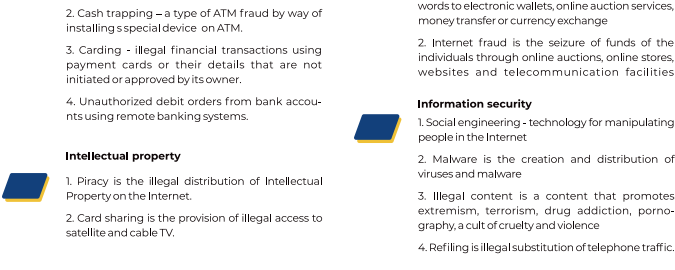 2. Cash trapping – a type of ATM fraud by way of
installing s special device on ATM.
3. Carding - illegal financial transactions using
payment cards or their details that are not
initiated or approved by its owner.
4. Unauthorized debit orders from bank accou-
nts using remote banking systems.
Intellectual property
1. Piracy is the illegal distribution of Intellectual
Property on the Internet.
2. Card sharing is the provision of illegal access to
satellite and cable TV.
words to electronic wallets, online auction services,
money transfer or currency exchange
2. Internet fraud is the seizure of funds of the
individuals through online auctions, online stores,
websites and telecommunication facilities
Information security
1. Social engineering - technology for manipulating
people in the Internet
2. Malware is the creation and distribution of
viruses and malware
3. Illegal content is a content that promotes
extremism, terrorism, drug addiction, porno-
graphy, a cult of cruelty and violence
4. Refiling is illegal substitution of telephone traffic.